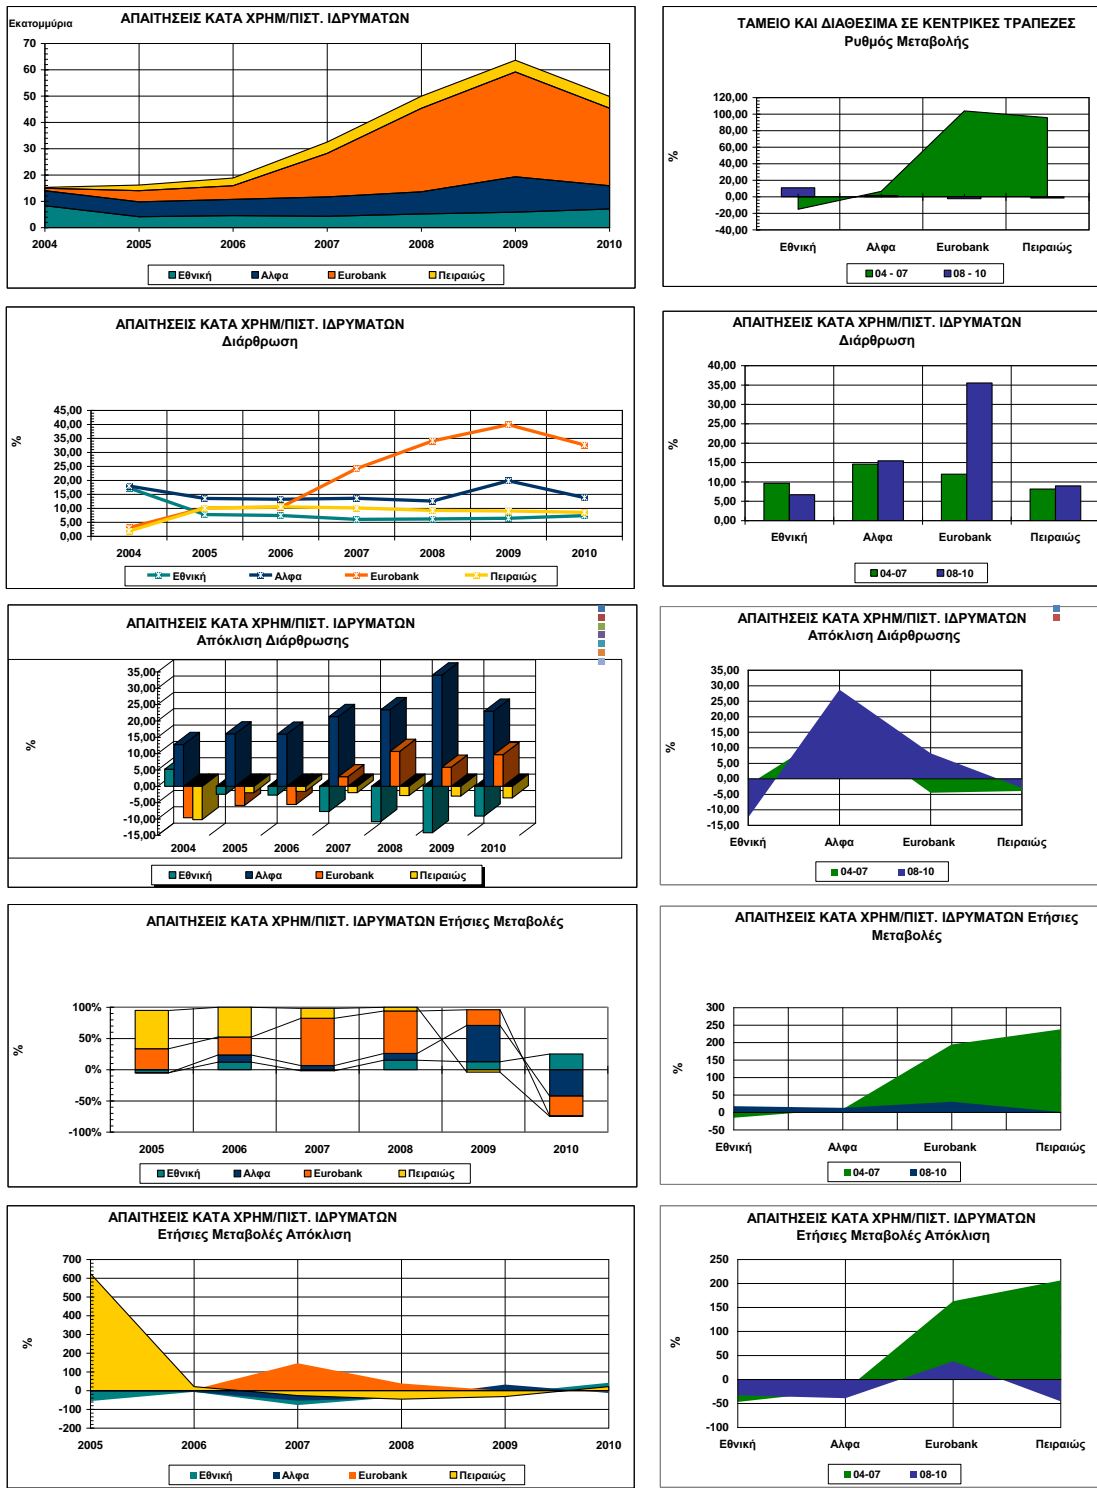 ΑΠΑΙΤΗΣΕΙΣ ΚΑΤΑ ΧΡΗΜ/ΠΙΣΤ. ΙΔΡΥΜΑΤΩΝ
Εκατομμύρια
70
60
50
40
30
20
10
0
2004 2005 2006 2007 2008 2009 2010
Εθνική Αλφα Eurobank Πειραιώς
ΤΑΜΕΙΟ ΚΑΙ ΔΙΑΘΕΣΙΜΑ ΣΕ ΚΕΝΤΡΙΚΕΣ ΤΡΑΠΕΖΕΣ
Ρυθμός Μεταβολής
%
120,00
100,00
80,00
60,00
40,00
20,00
0,00
-20,00
-40,00
Εθνική Αλφα Eurobank Πειραιώς
04 - 07 08 - 10
ΑΠΑΙΤΗΣΕΙΣ ΚΑΤΑ ΧΡΗΜ/ΠΙΣΤ. ΙΔΡΥΜΑΤΩΝ
Διάρθρωση
%
45,00
40,00
35,00
30,00
25,00
20,00
15,00
10,00
5,00
0,00
2004 2005 2006 2007 2008 2009 2010
Εθνική Αλφα Eurobank Πειραιώς
ΑΠΑΙΤΗΣΕΙΣ ΚΑΤΑ ΧΡΗΜ/ΠΙΣΤ. ΙΔΡΥΜΑΤΩΝ
Διάρθρωση
%
40,00
35,00
30,00
25,00
20,00
15,00
10,00
5,00
0,00
Εθνική Αλφα Eurobank Πειραιώς
04-07 08-10
ΑΠΑΙΤΗΣΕΙΣ ΚΑΤΑ ΧΡΗΜ/ΠΙΣΤ. ΙΔΡΥΜΑΤΩΝ
Απόκλιση Διάρθρωσης
%
35,00
30,00
25,00
20,00
15,00
10,00
5,00
0,00
-5,00
-10,00
-15,00
2004 2005 2006 2007 2008 2009 2010
Εθνική Αλφα Eurobank Πειραιώς
ΑΠΑΙΤΗΣΕΙΣ ΚΑΤΑ ΧΡΗΜ/ΠΙΣΤ. ΙΔΡΥΜΑΤΩΝ
Απόκλιση Διάρθρωσης
%
35,00
30,00
25,00
20,00
15,00
10,00
5,00
0,00
-5,00
-10,00
-15,00
Εθνική Αλφα Eurobank Πειραιώς
04-07 08-10
ΑΠΑΙΤΗΣΕΙΣ ΚΑΤΑ ΧΡΗΜ/ΠΙΣΤ. ΙΔΡΥΜΑΤΩΝ Ετήσιες Μεταβολές
%
100%
50%
0%
-50%
-100%
2005 2006 2007 2008 2009 2010
Εθνική Αλφα Eurobank Πειραιώς
ΑΠΑΙΤΗΣΕΙΣ ΚΑΤΑ ΧΡΗΜ/ΠΙΣΤ. ΙΔΡΥΜΑΤΩΝ Ετήσιες
Μεταβολές
%
300
250
200
150
100
50
0
-50
Εθνική Αλφα Eurobank Πειραιώς
04-07 08-10
ΑΠΑΙΤΗΣΕΙΣ ΚΑΤΑ ΧΡΗΜ/ΠΙΣΤ. ΙΔΡΥΜΑΤΩΝ
Ετήσιες Μεταβολές Απόκλιση
%
700
600
500
400
300
200
100
0
-100
-200
2005 2006 2007 2008 2009 2010
Εθνική Αλφα Eurobank Πειραιώς
ΑΠΑΙΤΗΣΕΙΣ ΚΑΤΑ ΧΡΗΜ/ΠΙΣΤ. ΙΔΡΥΜΑΤΩΝ
Ετήσιες Μεταβολές Απόκλιση
%
250
200
150
100
50
0
-50
-100
Εθνική Αλφα Eurobank Πειραιώς
04-07 08-10